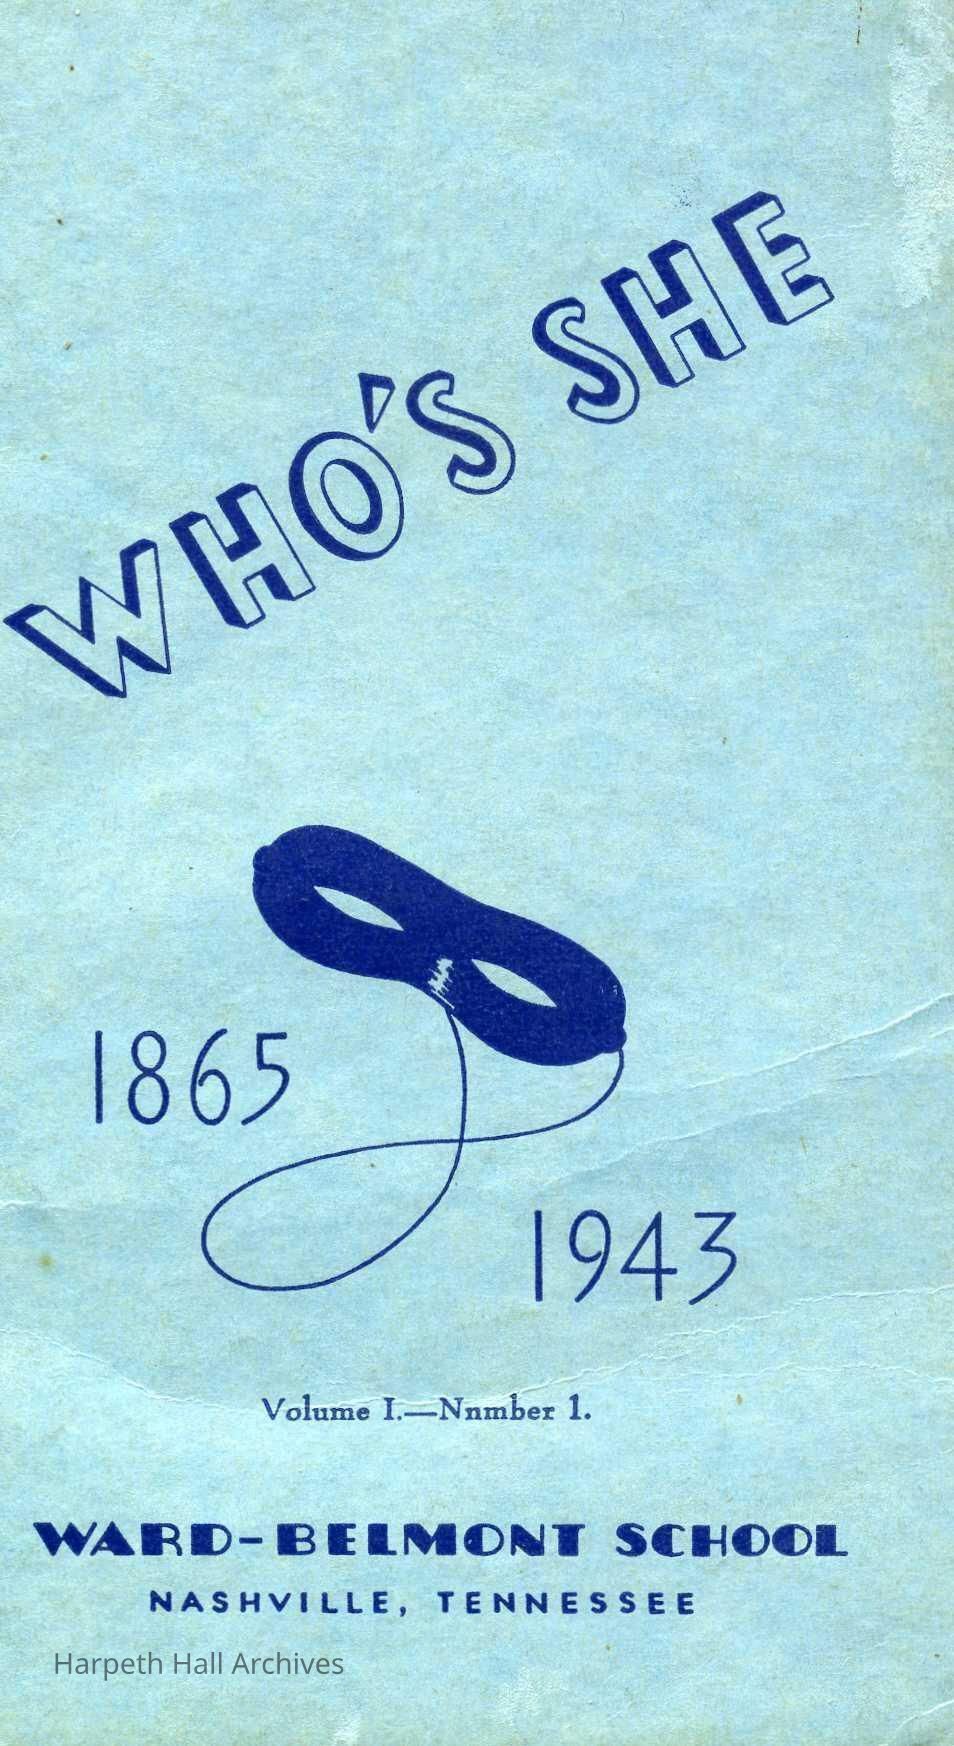 WHO'S SHE
1865
1943
Volume I.—Nnmber 1.
WARD-BELMONT SCHOOL
NASHVILLE, TENNESSEE
Harpeth Hall Archives